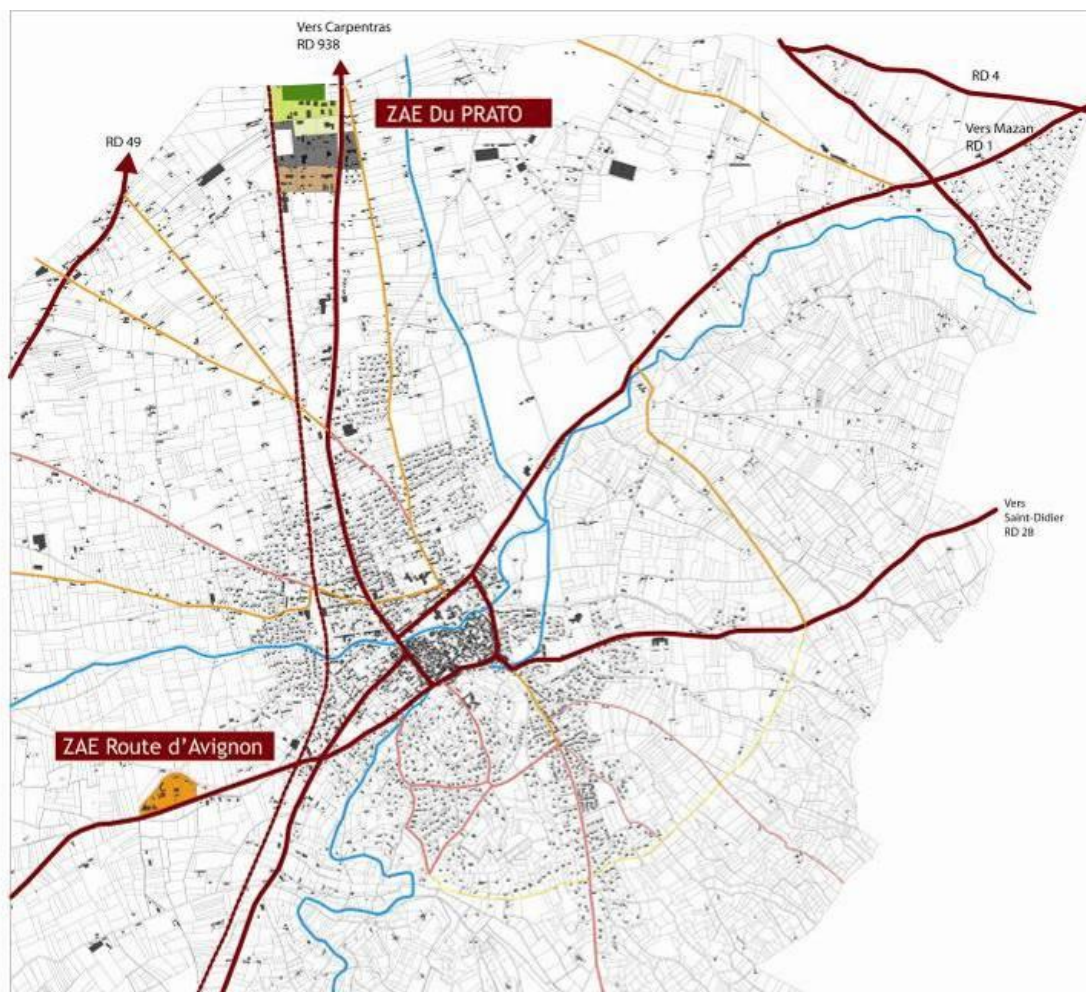 Vers Carpentras
RD 938
ZAE Du PRATO
RD 4
Vers Mazan
RD 1
RD 49
Vers
Saint-Didier
RD 28
ZAE Route d'Avignon